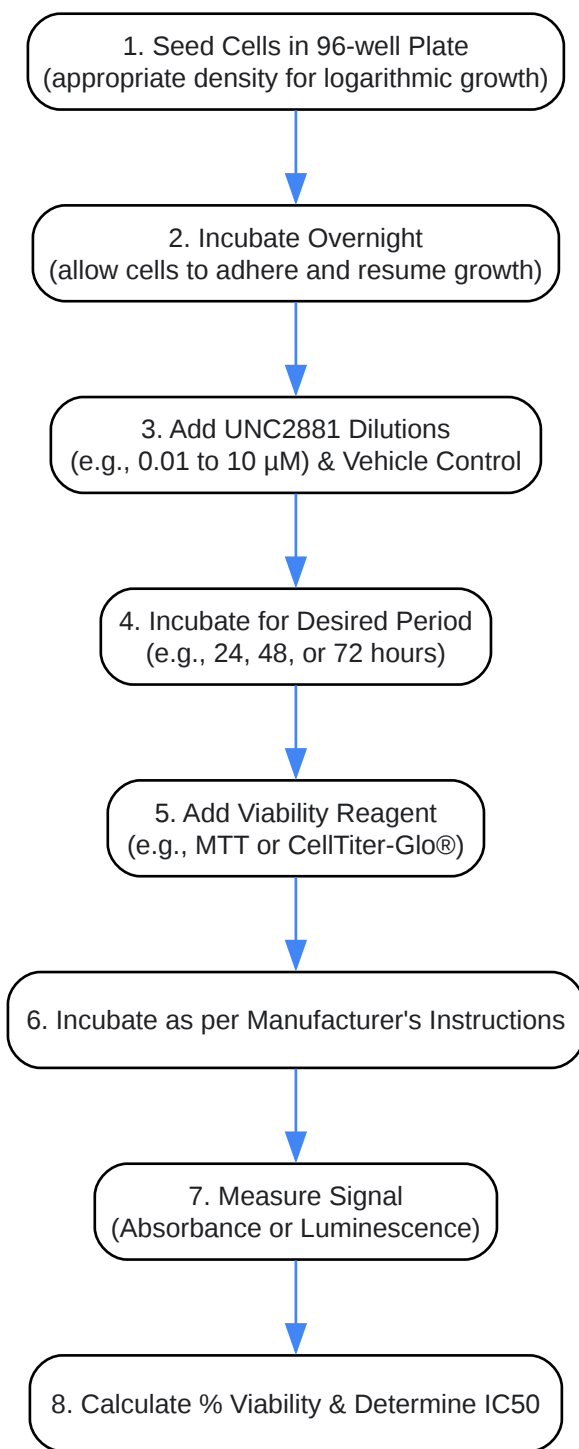 1. Seed Cells in 96-well Plate
(appropriate density for logarithmic growth)
2. Incubate Overnight
(allow cells to adhere and resume growth)
3. Add UNC2881 Dilutions
(e.g., 0.01 to 10 µM) & Vehicle Control
4. Incubate for Desired Period
(e.g., 24, 48, or 72 hours)
5. Add Viability Reagent
(e.g., MTT or CellTiter-Glo®)
6. Incubate as per Manufacturer's Instructions
7. Measure Signal
(Absorbance or Luminescence)
8. Calculate % Viability & Determine IC50